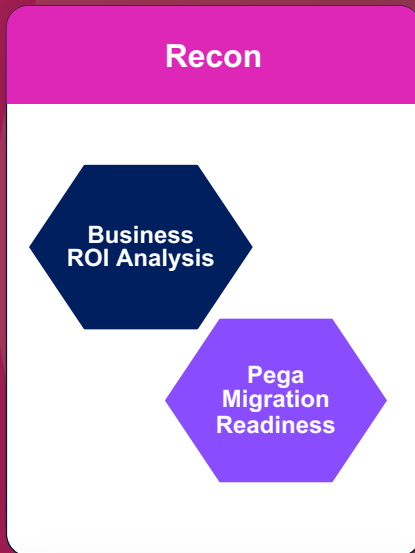 Recon
Business
ROI Analysis
Pega
Migration
Readiness